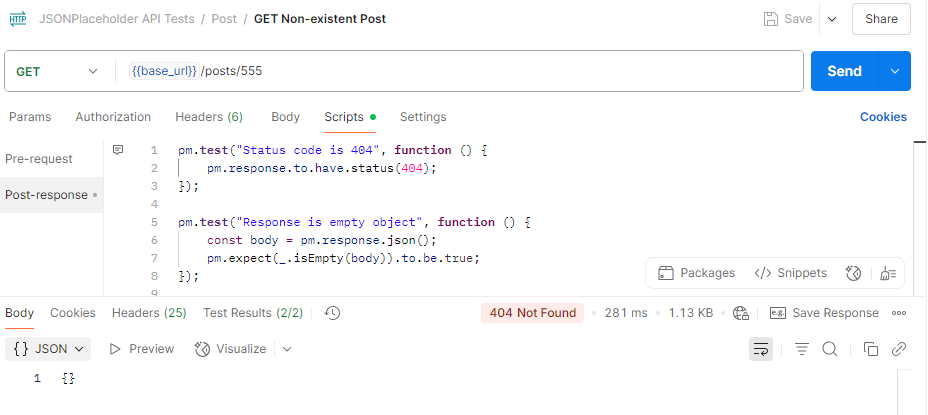 HTTP JSONPlaceholder API Tests / Post / GET Non-existent Post Save Share
GET {{base_url}}/posts/555 Send
Params Authorization Headers (6) Body Scripts Settings Cookies
Pre-request
Post-response
1 pm.test("Status code is 404", function () {
2 pm.response.to.have.status(404);
3 });
4
5 pm.test("Response is empty object", function () {
6 const body = pm.response.json();
7 pm.expect(_.isEmpty(body)).to.be.true;
8 });
9
Packages </> Snippets
Body Cookies Headers (25) Test Results (2/2) 404 Not Found • 281 ms • 1.13 KB • e.g. Save Response
{} JSON Preview Visualize
1 {}